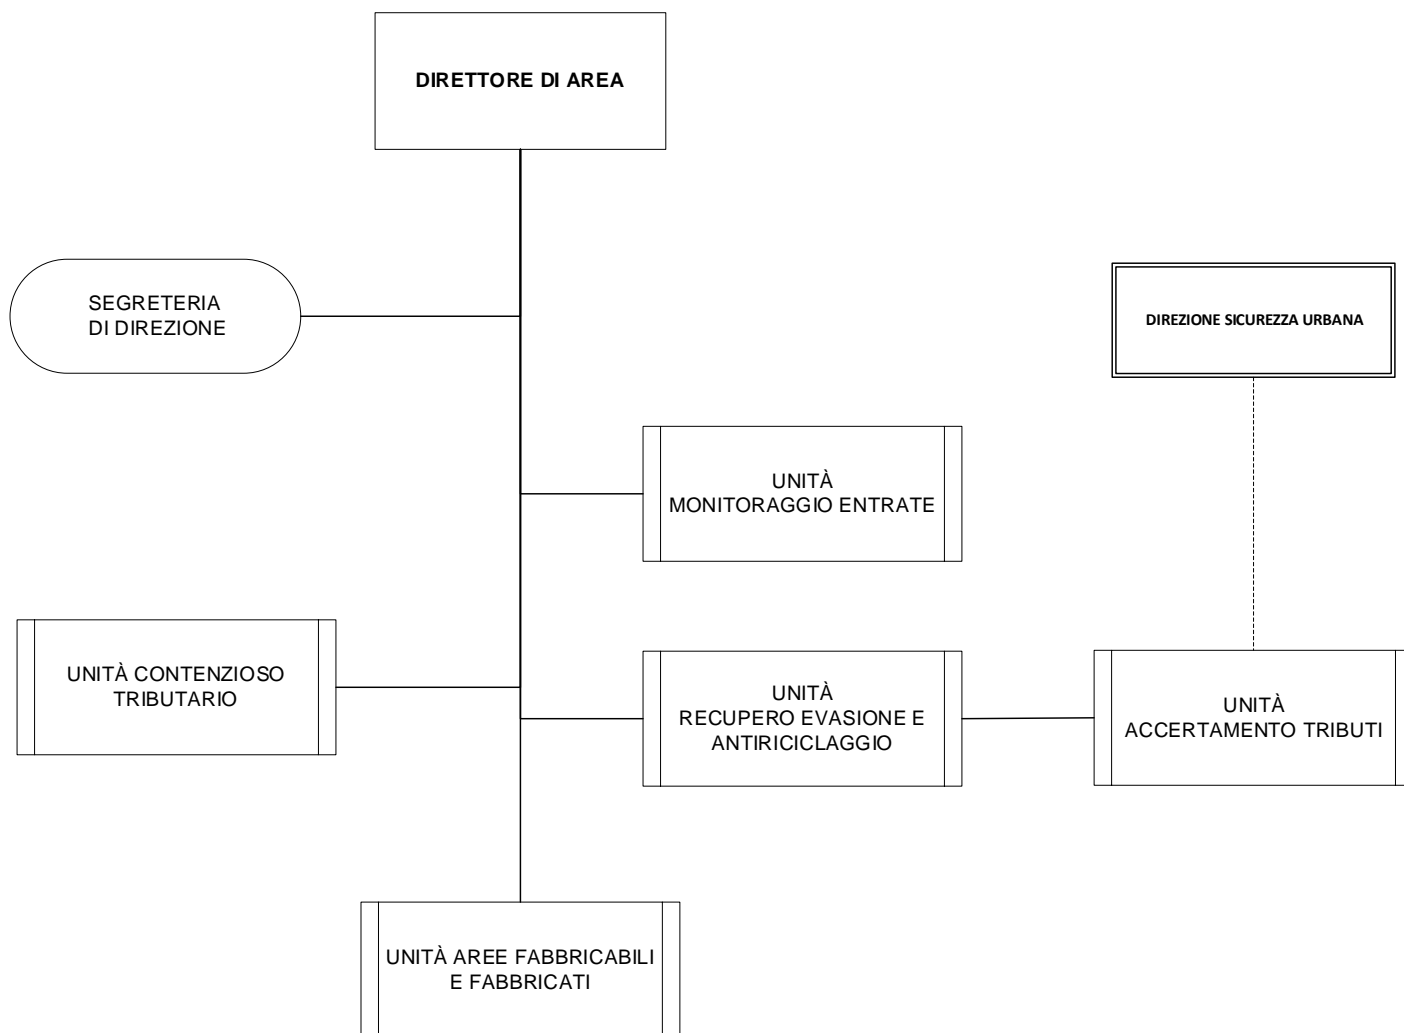 DIRETTORE DI AREA
SEGRETERIA
DI DIREZIONE
DIREZIONE SICUREZZA URBANA
UNITÀ
MONITORAGGIO ENTRATE
UNITÀ CONTENZIOSO
TRIBUTARIO
UNITÀ
RECUPERO EVASIONE E
ANTIRICICLAGGIO
UNITÀ
ACCERTAMENTO TRIBUTI
UNITÀ AREE FABBRICABILI
E FABBRICATI